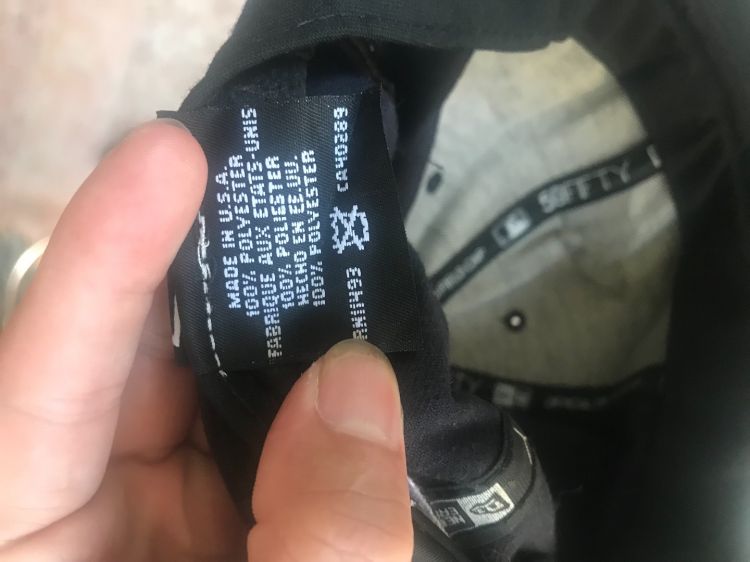 MADE IN U.S.A.
100% POLYESTER
FABRIQUE AUX ETATS-UNIS
100% POLIESTER
HECHO EN EE.UU.
100% POLYESTER
RN11493
CA40289
59FIFTY
NEW